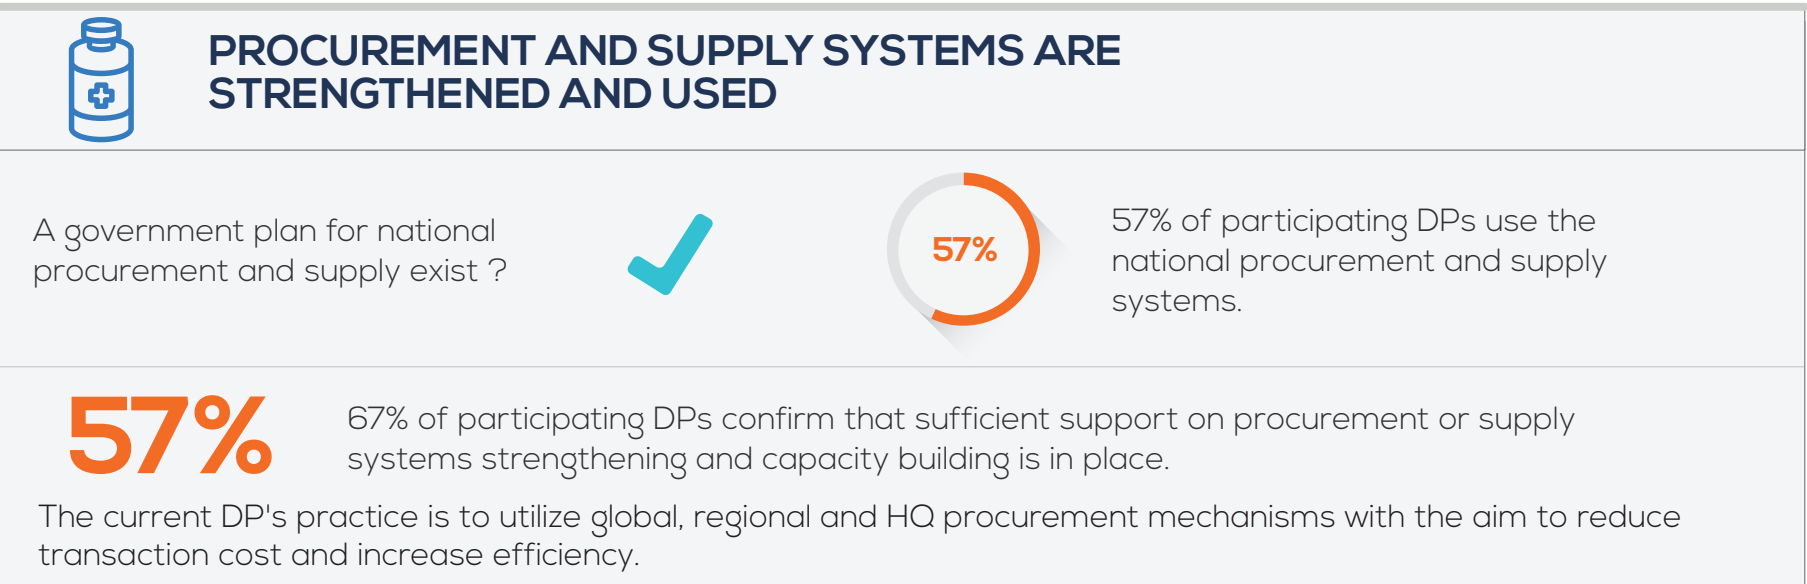 PROCUREMENT AND SUPPLY SYSTEMS ARE
STRENGTHENED AND USED
A government plan for national
procurement and supply exist ?
57%
57% of participating DPs use the
national procurement and supply
systems.
57%
67% of participating DPs confirm that sufficient support on procurement or supply
systems strengthening and capacity building is in place.
The current DP's practice is to utilize global, regional and HQ procurement mechanisms with the aim to reduce
transaction cost and increase efficiency.